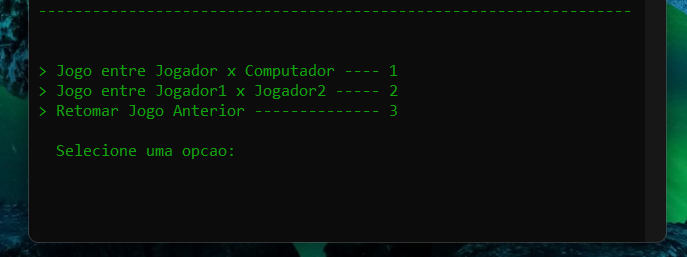 ------------------------------------------------------------------
> Jogo entre Jogador x Computador ---- 1
> Jogo entre Jogador1 x Jogador2 ----- 2
> Retomar Jogo Anterior -------------- 3
Selecione uma opcao: